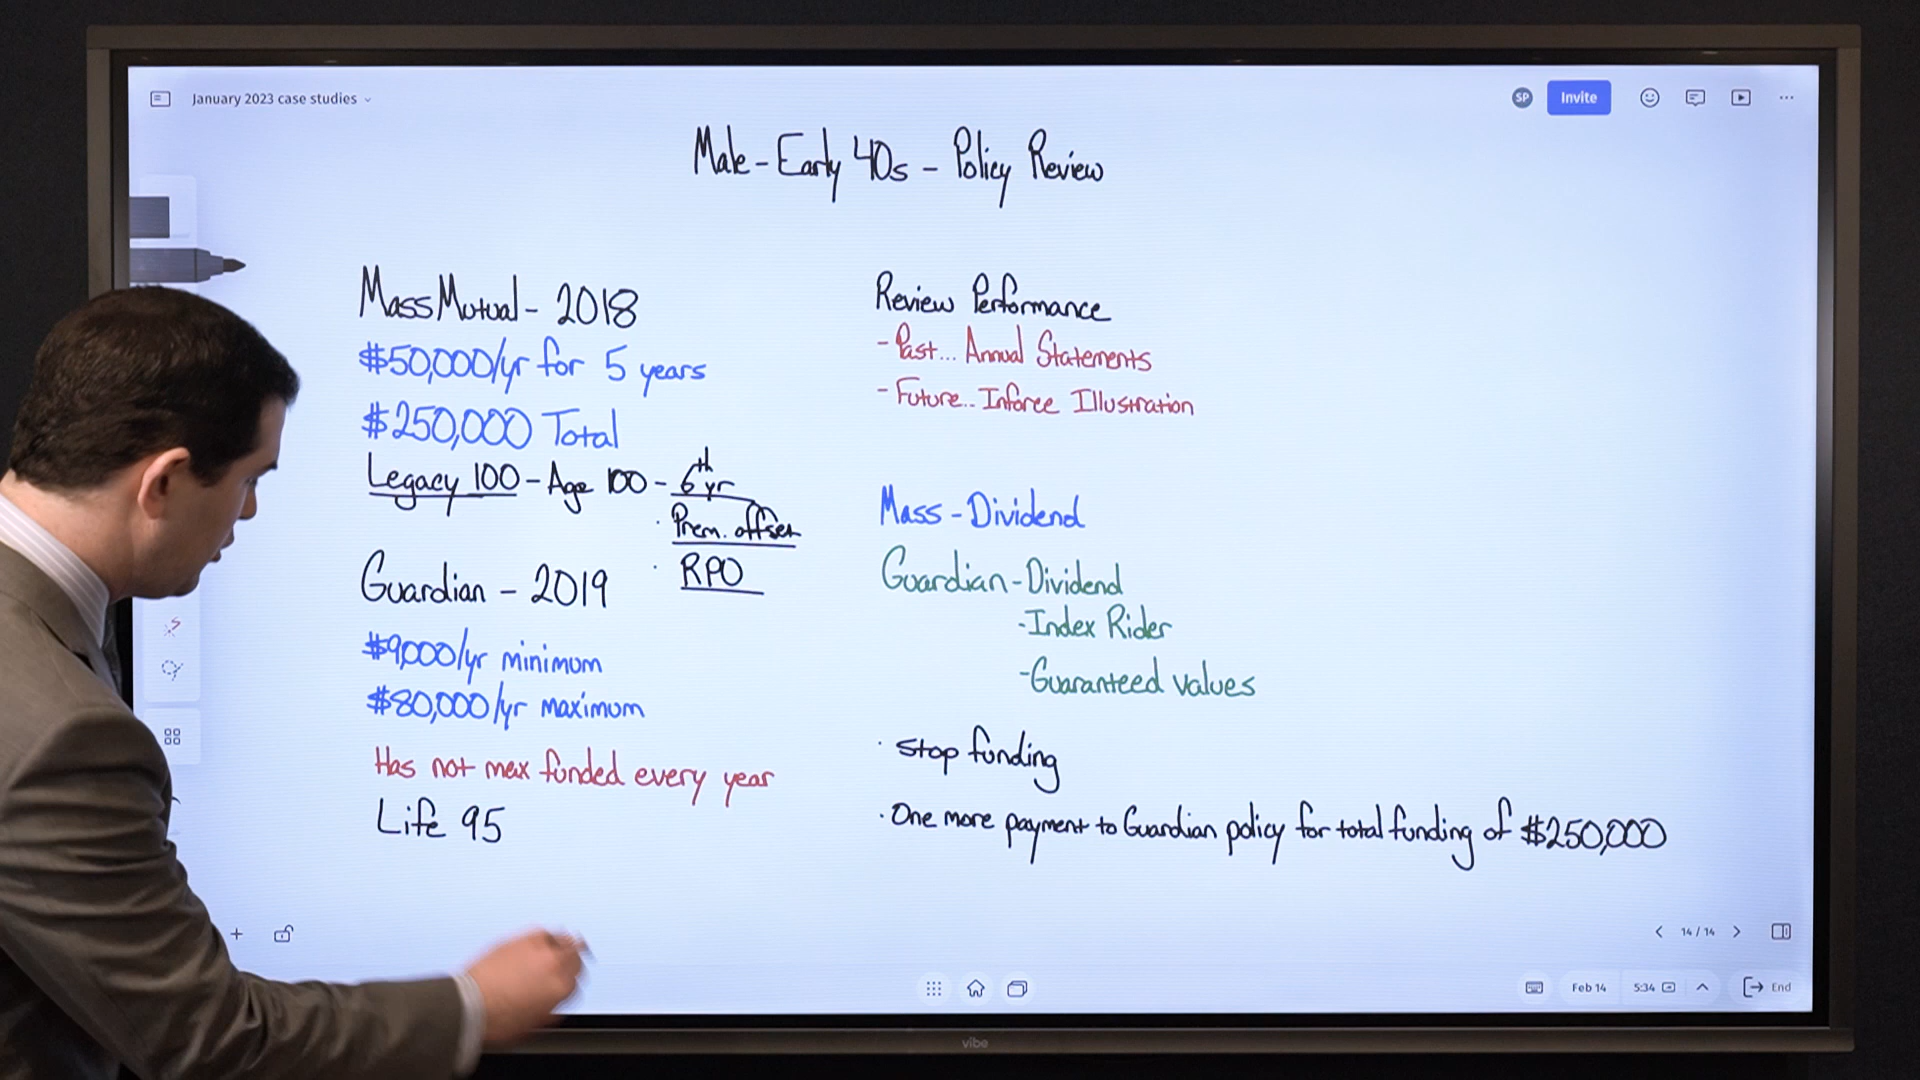 January 2023 case studies
SP
Invite
Male - Early 40s - Policy Review
MassMutual - 2018
$50,000/yr for 5 years
$250,000 Total
Legacy 100 - Age 100 - 6th yr
· Prem. offset
· RPO
Guardian - 2019
$9,000/yr minimum
$80,000/yr maximum
Has not max funded every year
Life 95
Review Performance
- Past... Annual Statements
- Future.. Inforce Illustration
Mass - Dividend
Guardian - Dividend
- Index Rider
- Guaranteed values
· Stop funding
· One more payment to Guardian policy for total funding of $250,000
14 / 14
Feb 14
5:34
End
vibe